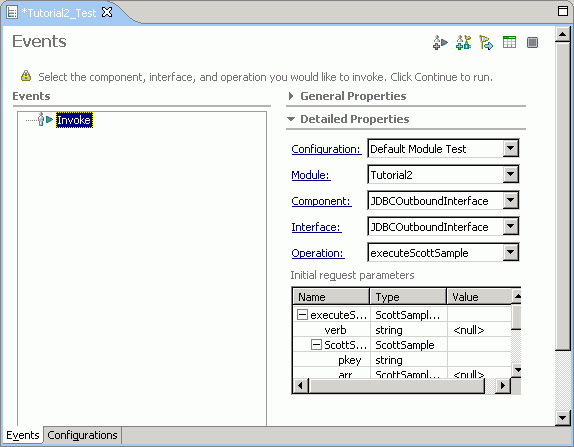 *Tutorial2_Test
Events
Select the component, interface, and operation you would like to invoke. Click Continue to run.
Events
Invoke
General Properties
Detailed Properties
Configuration: Default Module Test
Module: Tutorial2
Component: JDBCOutboundInterface
Interface: JDBCOutboundInterface
Operation: executeScottSample
Initial request parameters
Name Type Value
executeS... ScottSampl...
verb string <null>
ScottS... ScottSample
pkey string
arr ScottSampl... <null>
Events Configurations